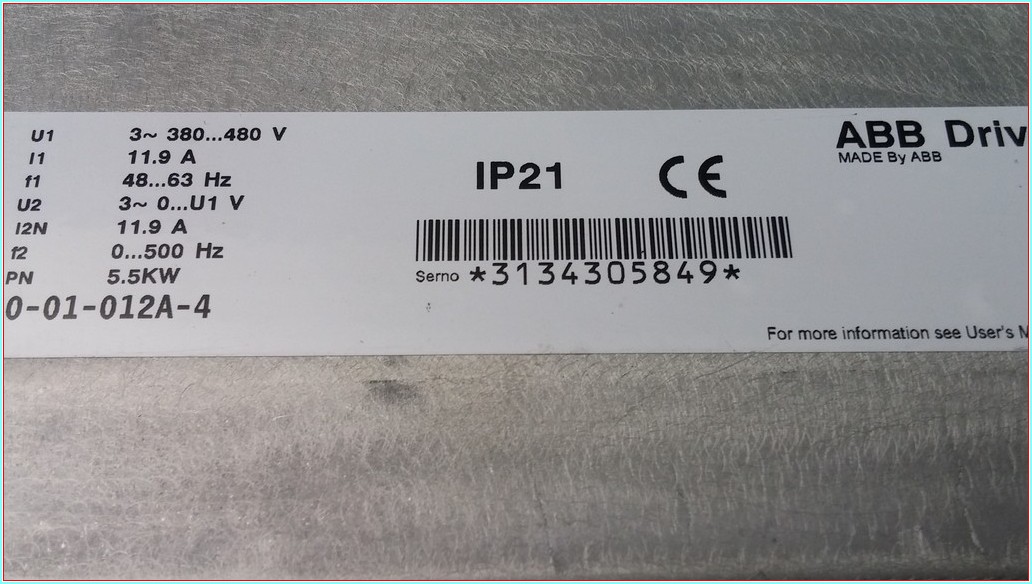 U1 3~ 380...480 V
I1 11.9 A
f1 48...63 Hz
U2 3~ 0...U1 V
I2N 11.9 A
f2 0...500 Hz
PN 5.5KW
0-01-012A-4
IP21 CE
Serno *3134305849*
ABB Driv
MADE By ABB
For more information see User's M